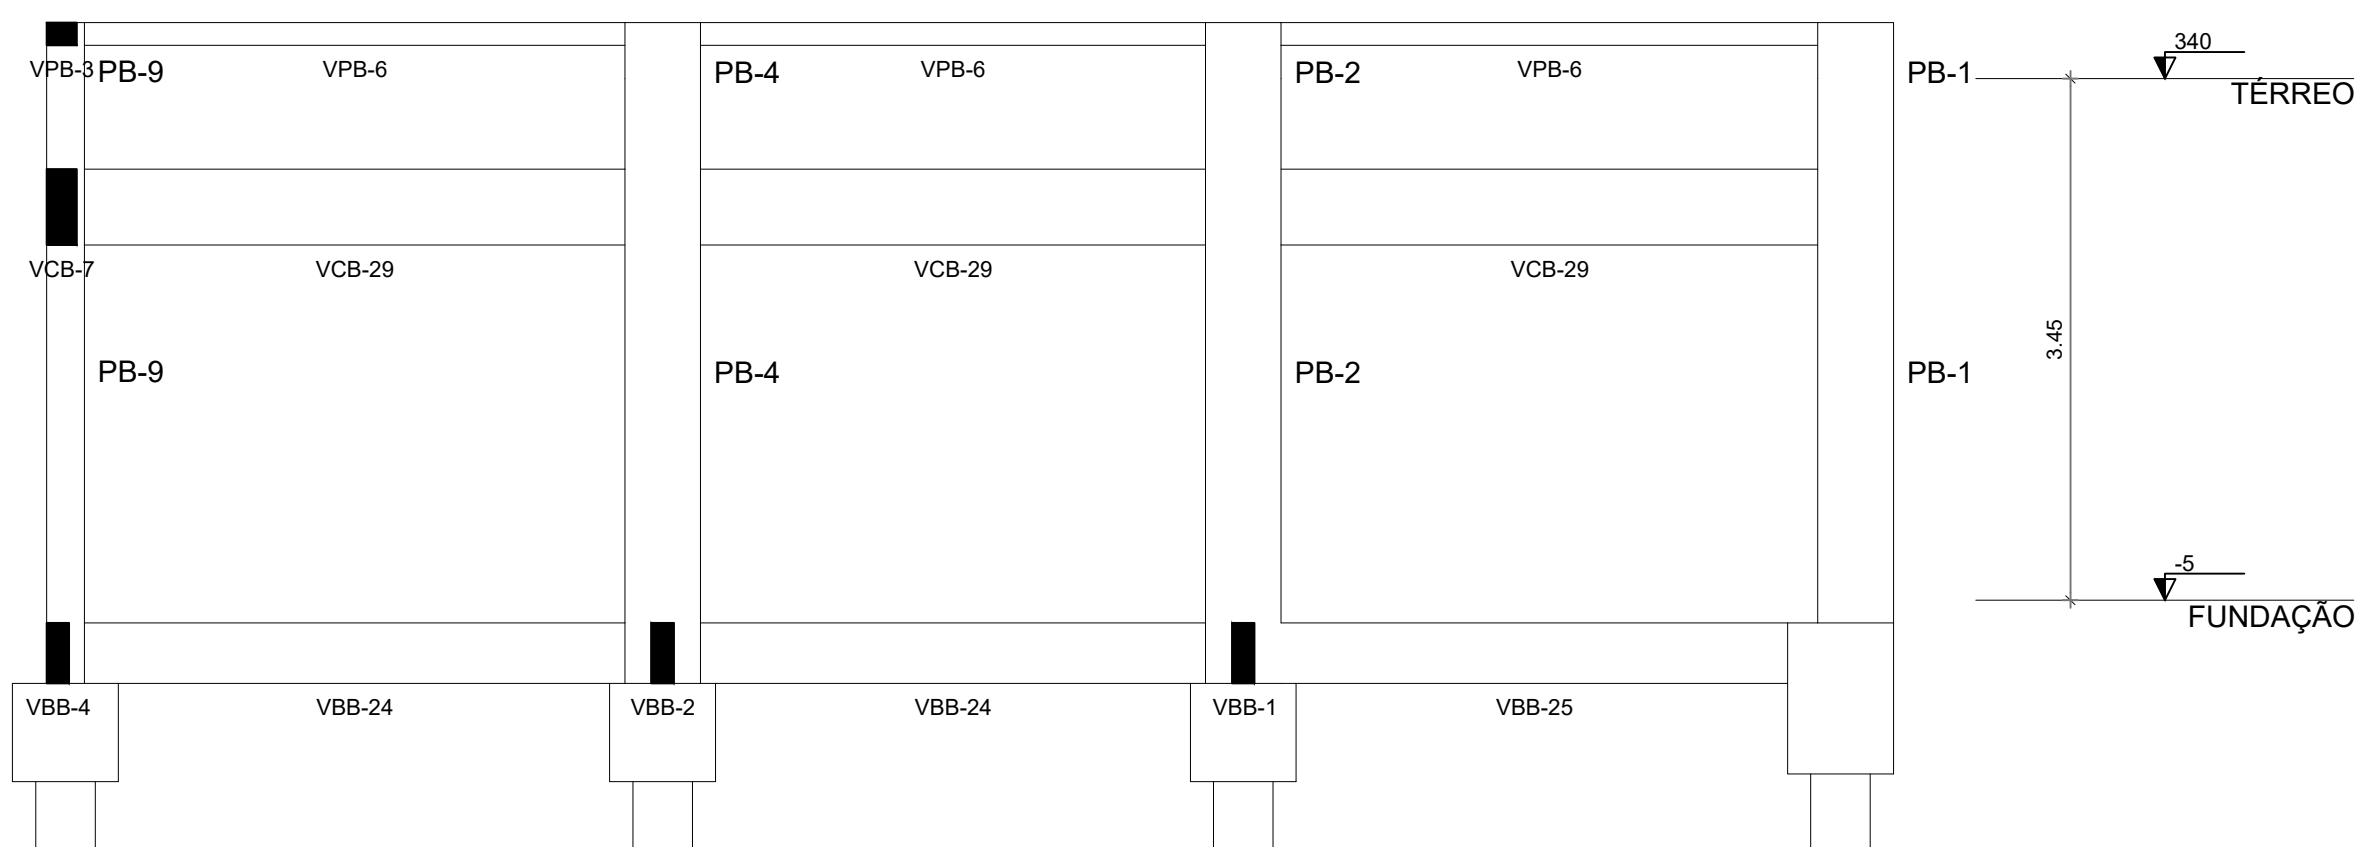 340
VPB-3 PB-9 VPB-6 PB-4 VPB-6 PB-2 VPB-6 PB-1
TÉRREO
VCB-7 VCB-29 VCB-29 VCB-29
3.45
PB-9 PB-4 PB-2 PB-1
-5
FUNDAÇÃO
VBB-4 VBB-24 VBB-2 VBB-24 VBB-1 VBB-25